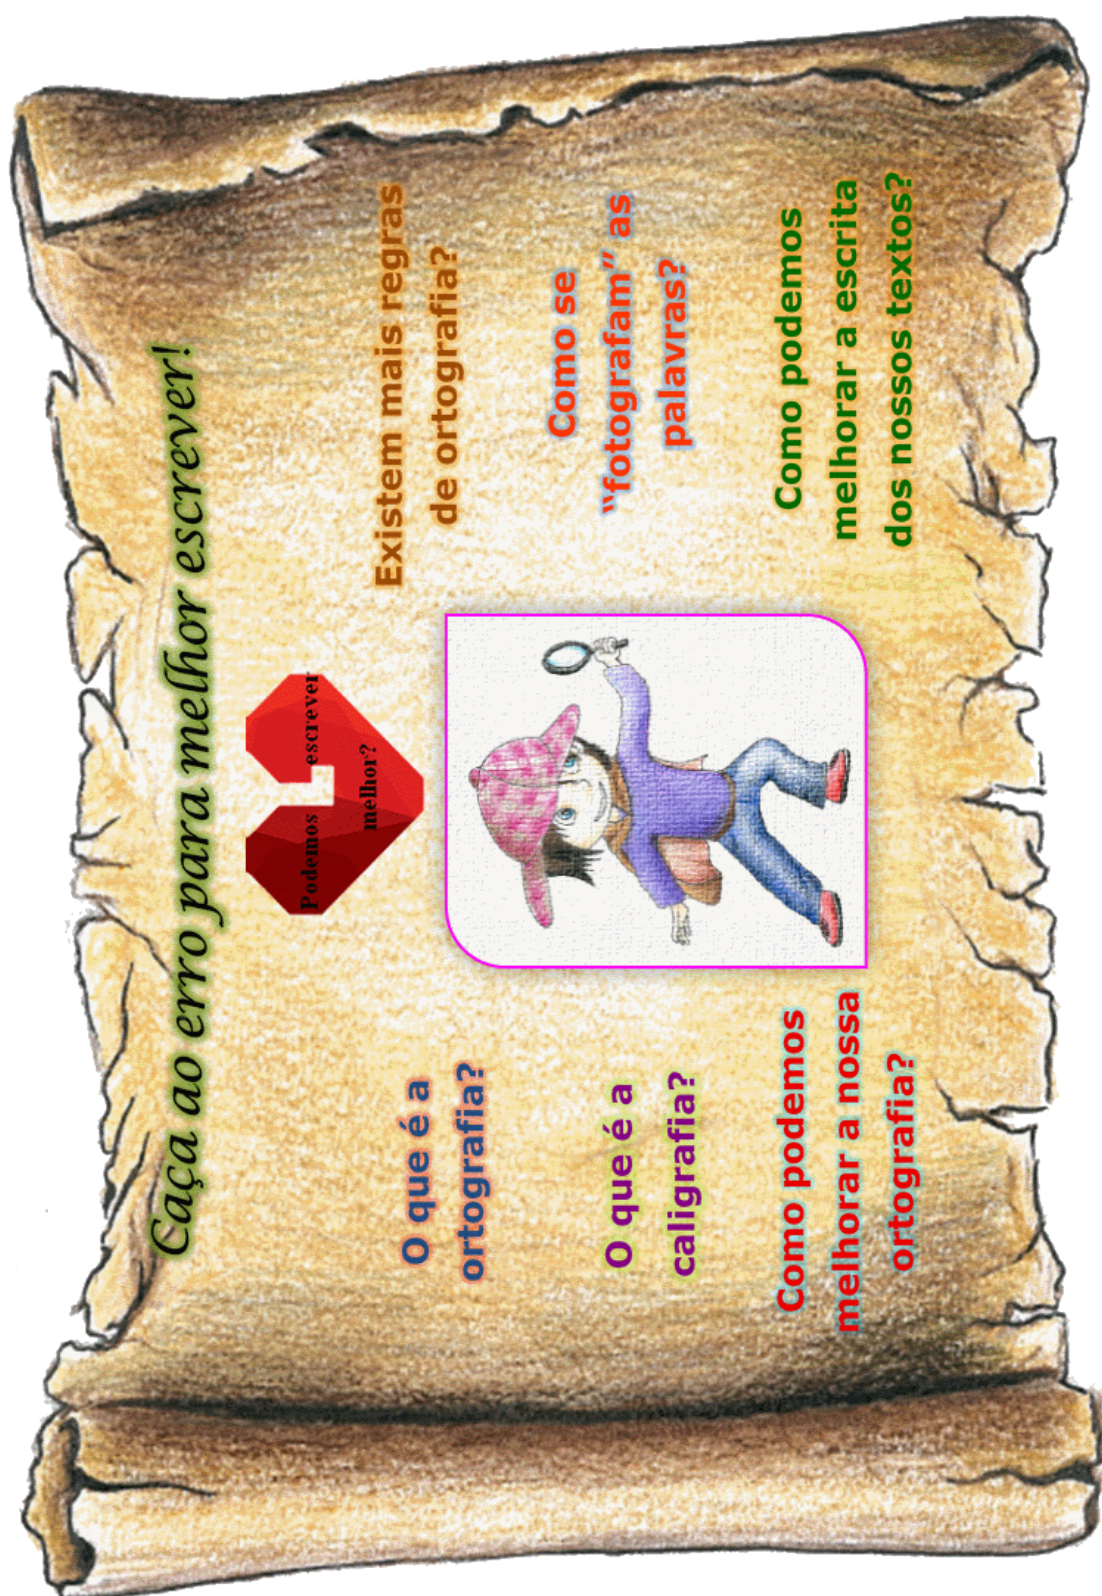 Caça ao erro para melhor escrever!
Podemos escrever
melhor?
O que é a
ortografia?
O que é a
caligrafia?
Como podemos
melhorar a nossa
ortografia?
Existem mais regras
de ortografia?
Como se
“fotografam” as
palavras?
Como podemos
melhorar a escrita
dos nossos textos?